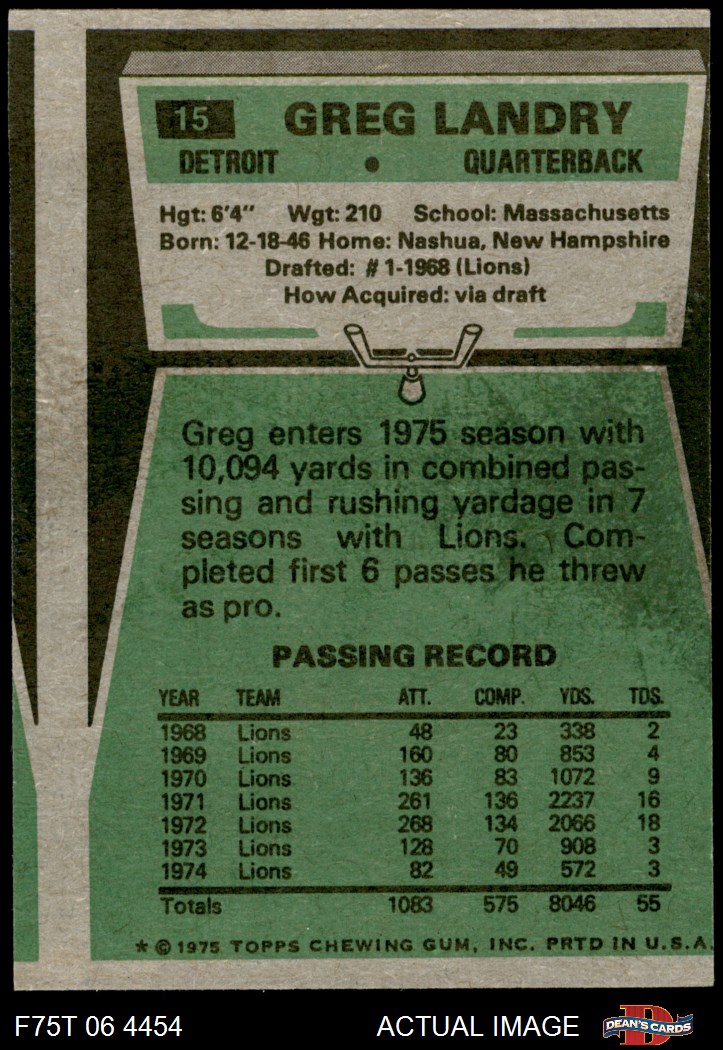 15 GREG LANDRY
DETROIT • QUARTERBACK
Hgt: 6'4" Wgt: 210 School: Massachusetts
Born: 12-18-46 Home: Nashua, New Hampshire
Drafted: #1-1968 (Lions)
How Acquired: via draft
Greg enters 1975 season with
10,094 yards in combined pas-
sing and rushing yardage in 7
seasons with Lions. Com-
pleted first 6 passes he threw
as pro.
PASSING RECORD
YEAR TEAM ATT. COMP. YDS. TDS.
1968 Lions 48 23 338 2
1969 Lions 160 80 853 4
1970 Lions 136 83 1072 9
1971 Lions 261 136 2237 16
1972 Lions 268 134 2066 18
1973 Lions 128 70 908 3
1974 Lions 82 49 572 3
Totals 1083 575 8046 55
* © 1975 TOPPS CHEWING GUM, INC. PRTD IN U.S.A.
F75T 06 4454 ACTUAL IMAGE DEAN'S CARDS